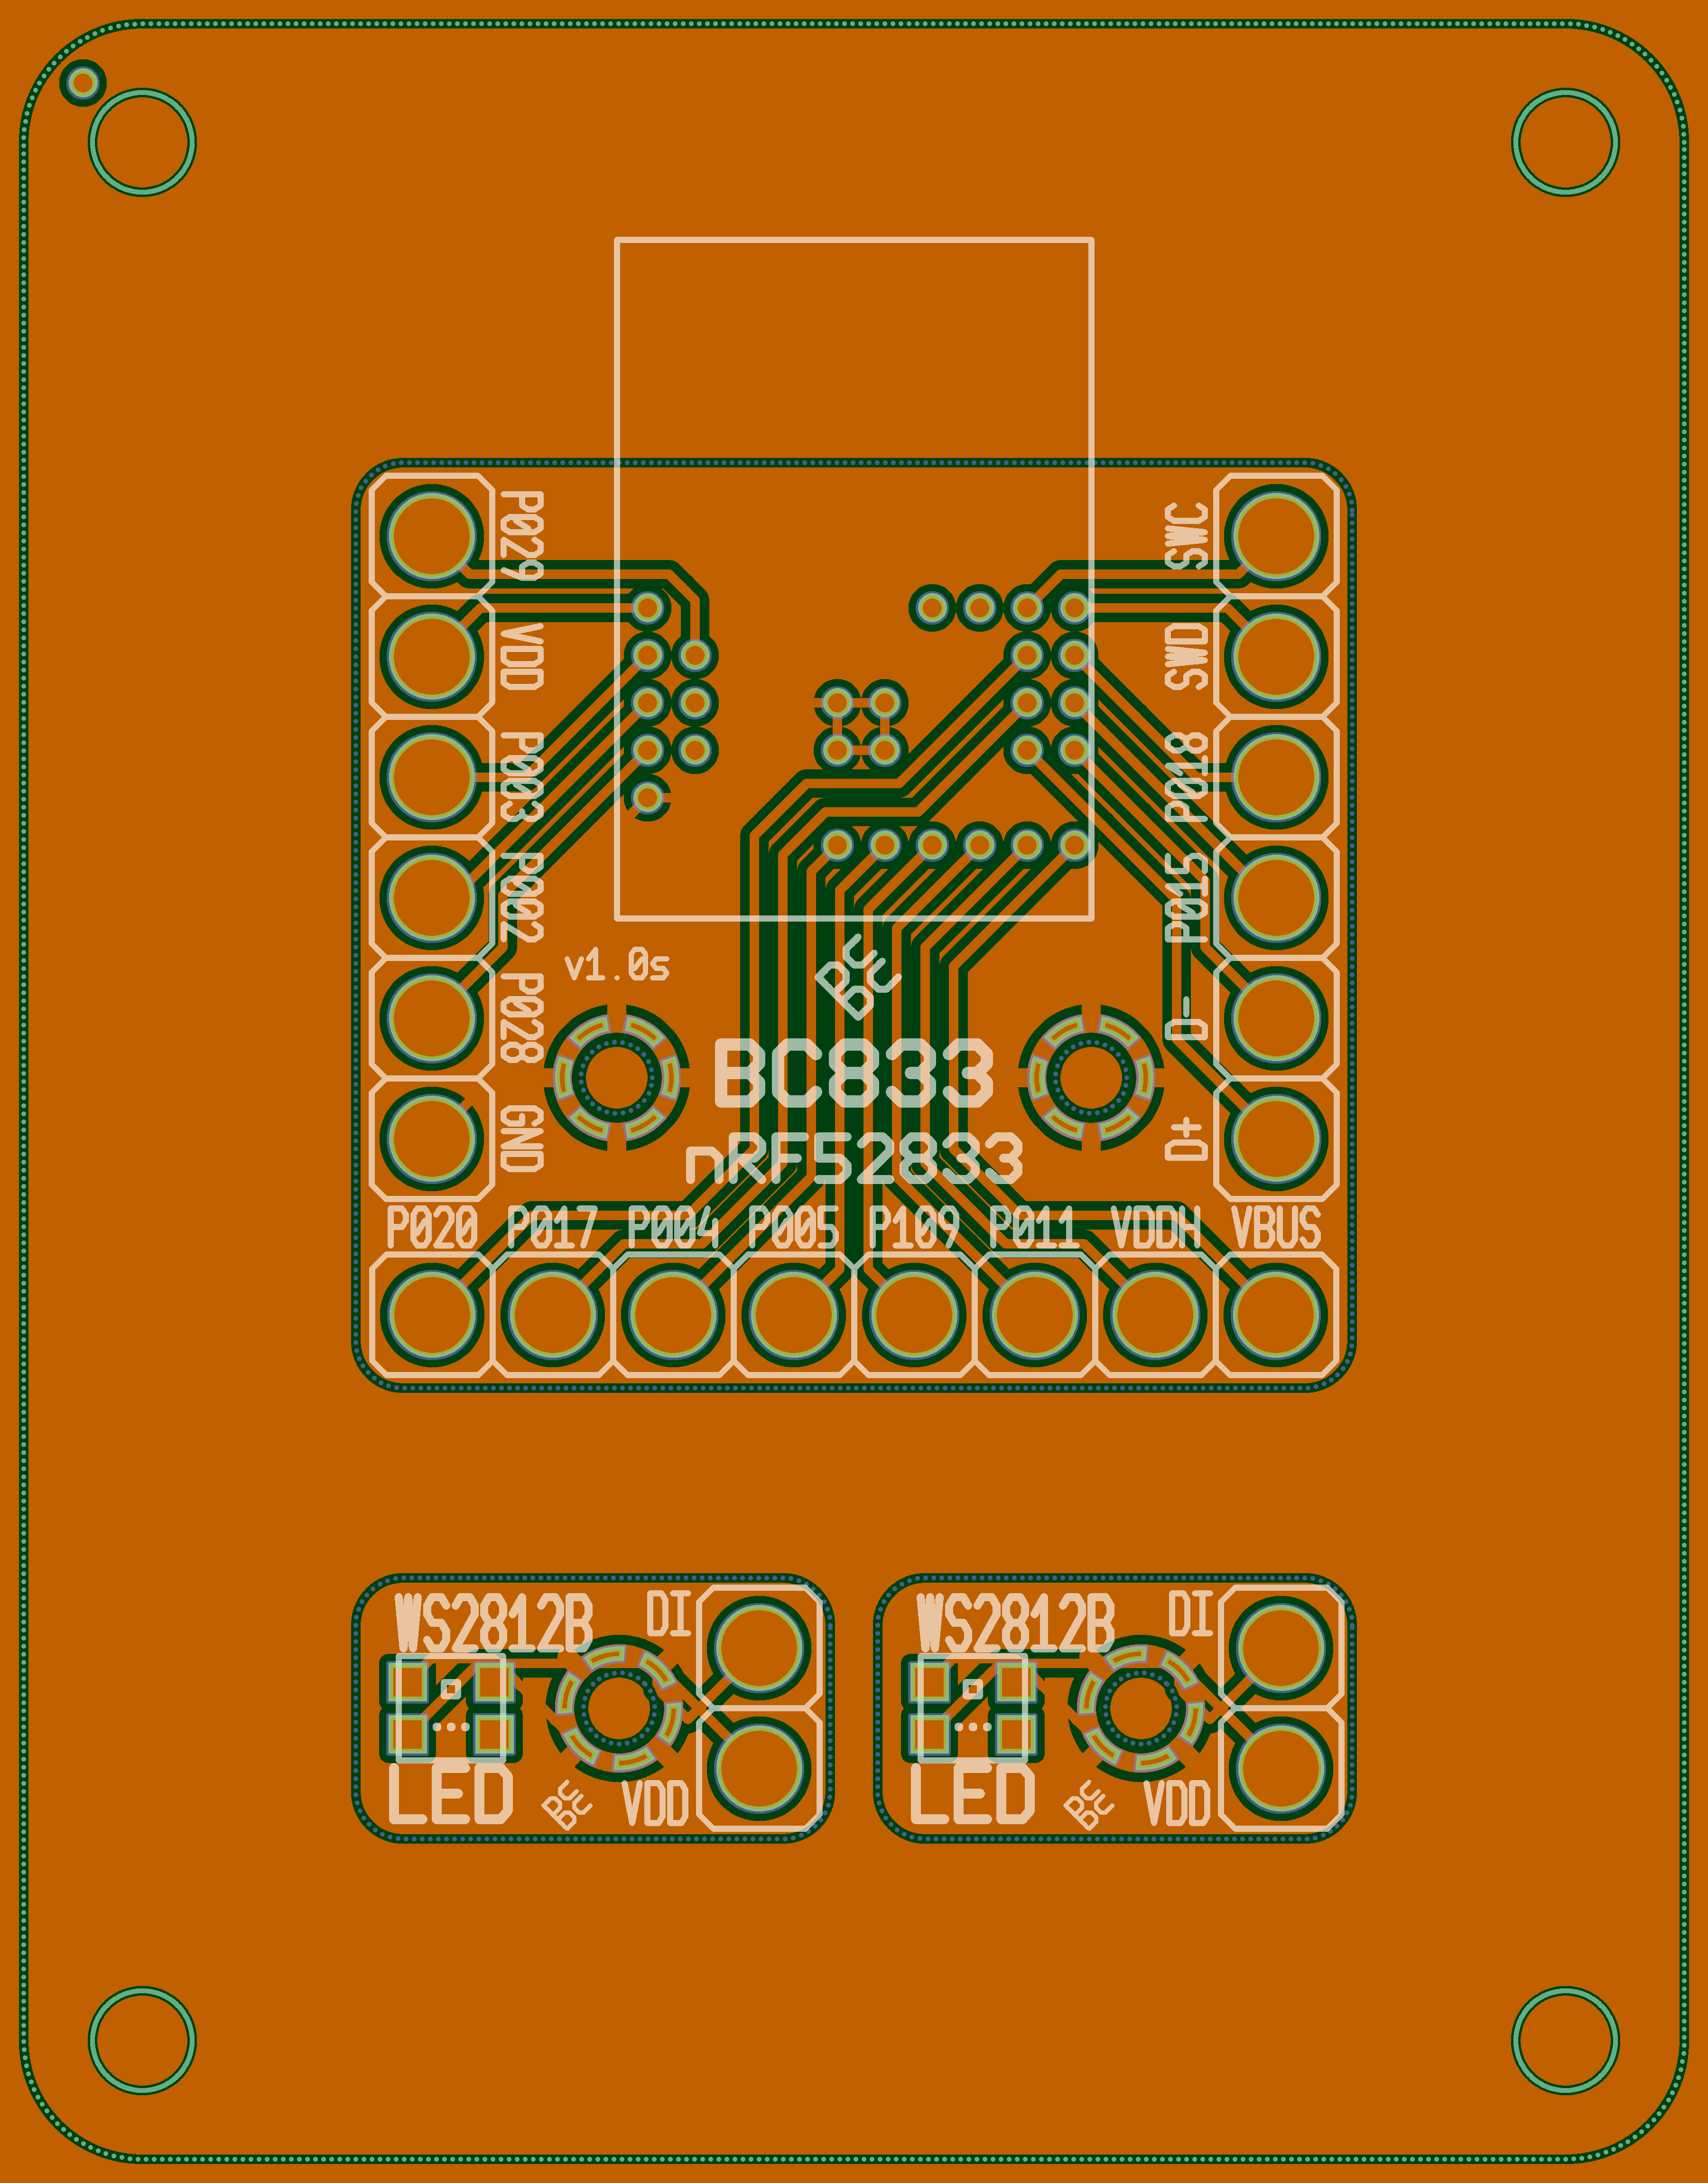 P029
SWC
VDD
SWD
P003
P018
P002
P015
v1.0s
BC
P028
D-
BC833
GND
nRF52833
D+
P020 P017 P004 P005 P109 P011 VDDH VBUS
WS2812B DI
LED BC VDD
WS2812B DI
LED BC VDD